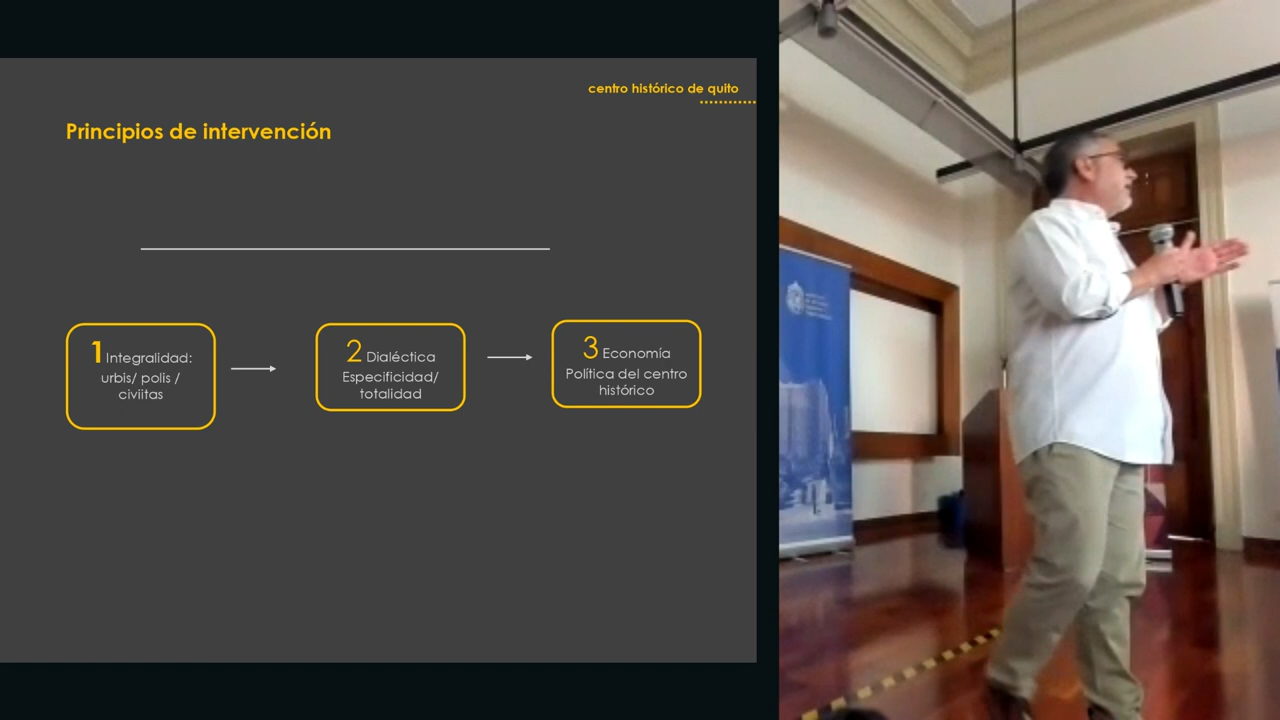 centro histórico de quito
Principios de intervención
1 Integralidad:
urbis/ polis /
civiitas
2 Dialéctica
Especificidad/
totalidad
3 Economía
Política del centro
histórico